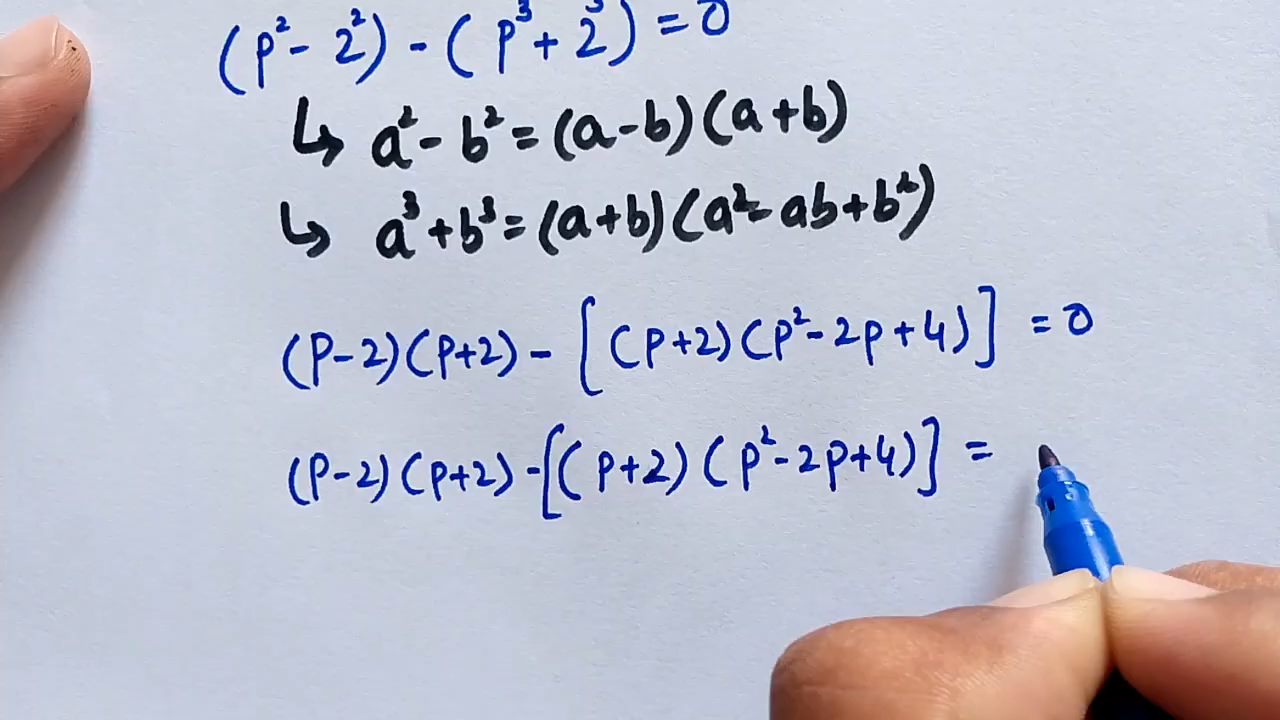 (p²- 2²) - (p³+ 2³) = 0
↳ a² - b² = (a-b)(a+b)
↳ a³+b³ = (a+b)(a²-ab+b²)
(P-2)(p+2) - [(p+2)(p²-2p+4)] = 0
(P-2)(p+2) -[(p+2)(p²-2p+4)] =